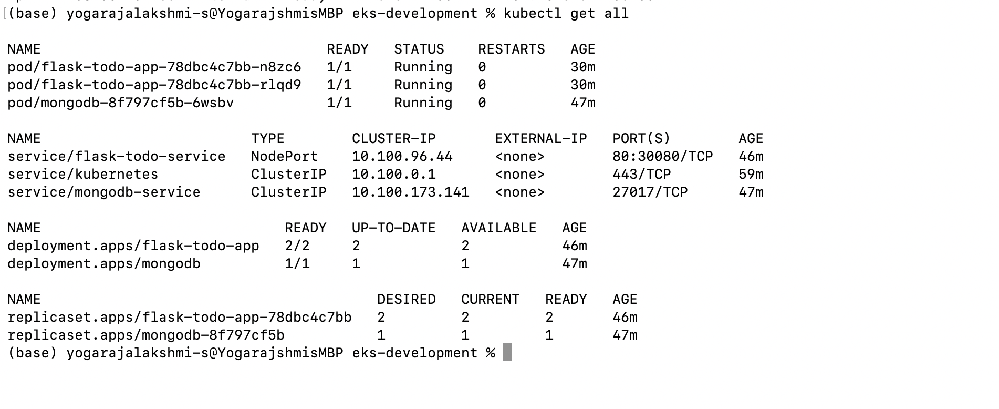 (base) yogarajalakshmi-s@YogarajshmisMBP eks-development % kubectl get all
NAME READY STATUS RESTARTS AGE
pod/flask-todo-app-78dbc4c7bb-n8zc6 1/1 Running 0 30m
pod/flask-todo-app-78dbc4c7bb-rlqd9 1/1 Running 0 30m
pod/mongodb-8f797cf5b-6wsbv 1/1 Running 0 47m
NAME TYPE CLUSTER-IP EXTERNAL-IP PORT(S) AGE
service/flask-todo-service NodePort 10.100.96.44 <none> 80:30080/TCP 46m
service/kubernetes ClusterIP 10.100.0.1 <none> 443/TCP 59m
service/mongodb-service ClusterIP 10.100.173.141 <none> 27017/TCP 47m
NAME READY UP-TO-DATE AVAILABLE AGE
deployment.apps/flask-todo-app 2/2 2 2 46m
deployment.apps/mongodb 1/1 1 1 47m
NAME DESIRED CURRENT READY AGE
replicaset.apps/flask-todo-app-78dbc4c7bb 2 2 2 46m
replicaset.apps/mongodb-8f797cf5b 1 1 1 47m
(base) yogarajalakshmi-s@YogarajshmisMBP eks-development %